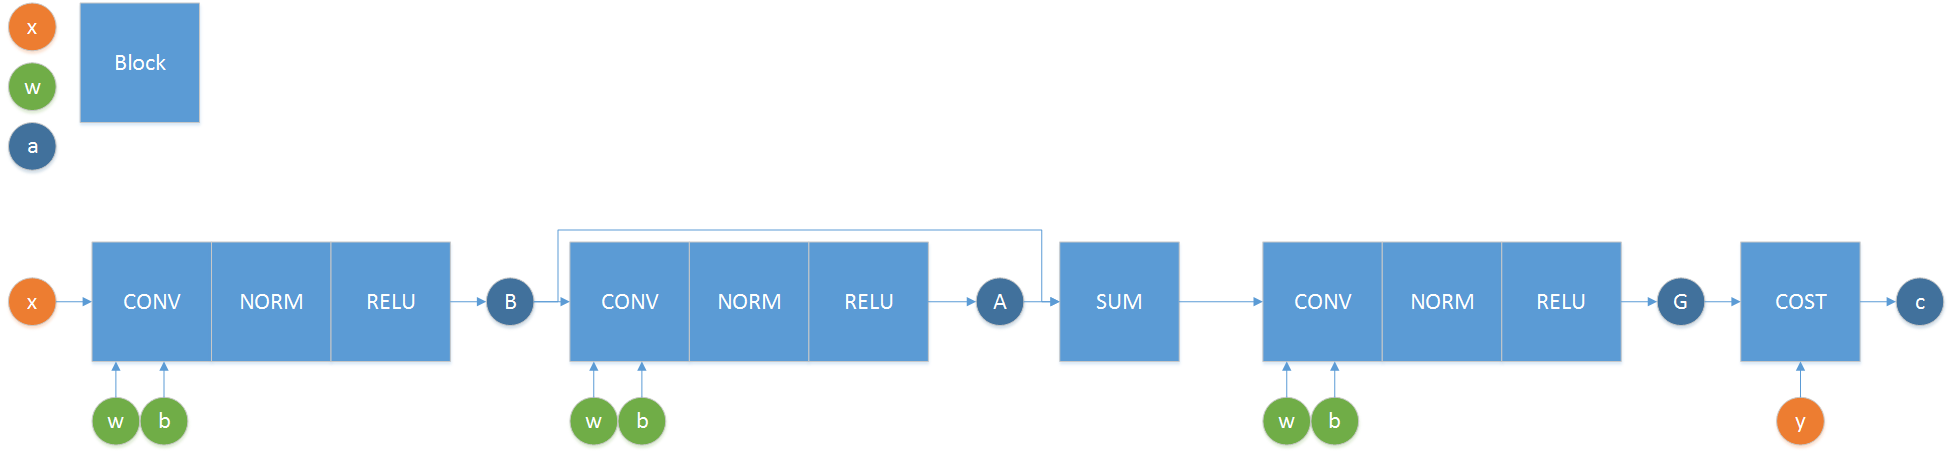 x
Block
w
a
x
CONV
NORM
RELU
B
CONV
NORM
RELU
A
SUM
CONV
NORM
RELU
G
COST
c
w
b
w
b
w
b
y